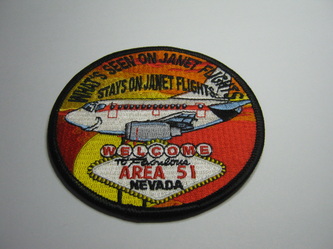 WHAT'S SEEN ON JANET FLIGHTS
STAYS ON JANET FLIGHTS
WELCOME
To Fabulous
AREA 51
NEVADA